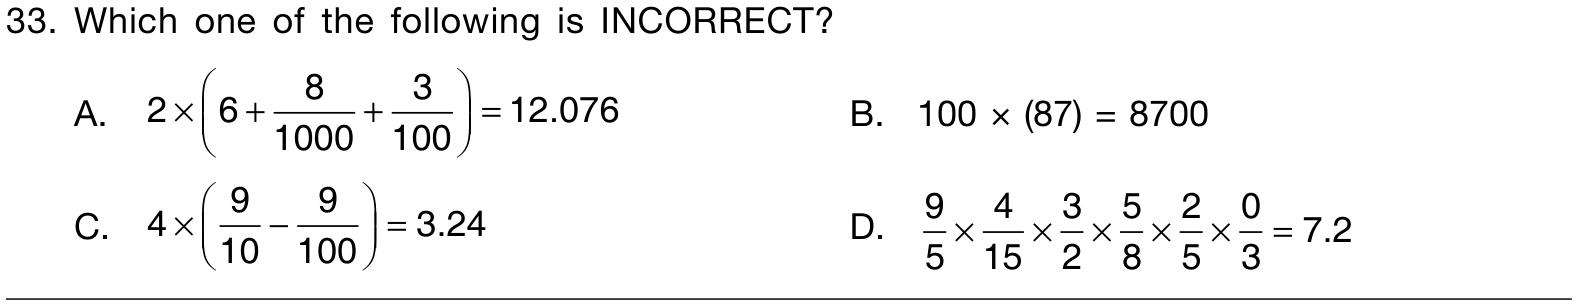 33. Which one of the following is INCORRECT?
A. 2×(6+8/1000+3/100)=12.076 B. 100 × (87) = 8700
C. 4×(9/10−9/100)=3.24 D. 9/5×4/15×3/2×5/8×2/5×0/3=7.2